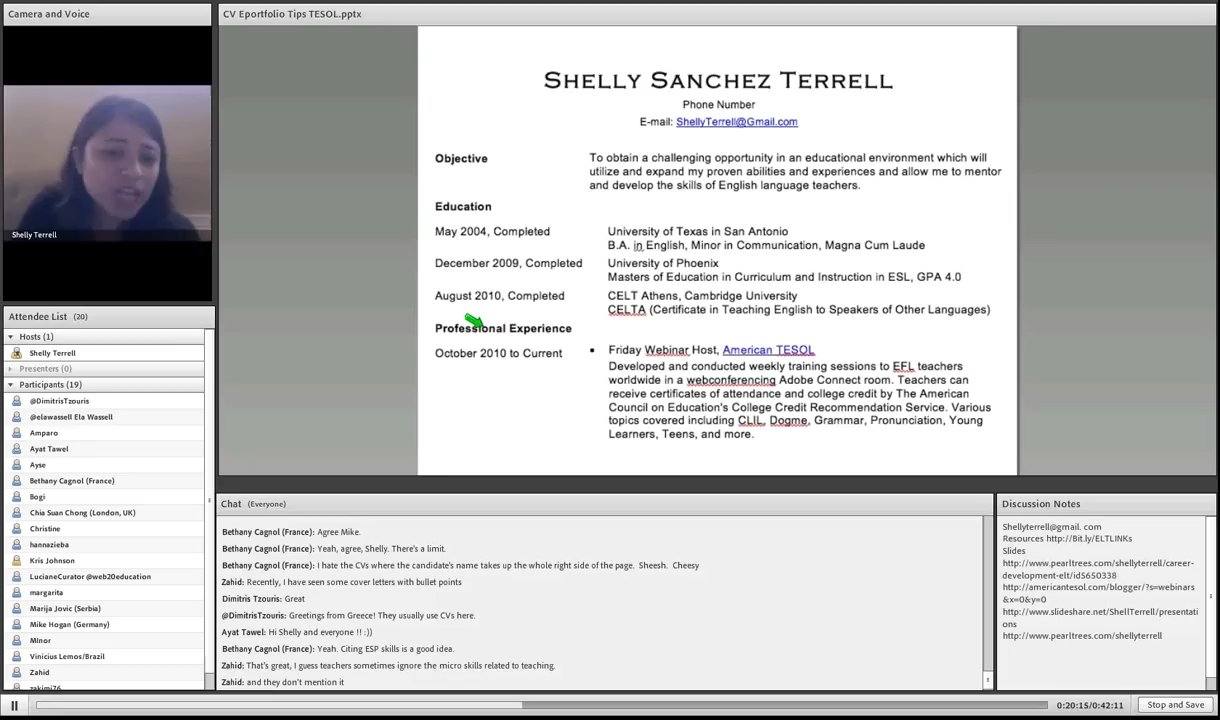 Camera and Voice
Shelly Terrell
Attendee List (20)
Hosts (1)
Shelly Terrell
Presenters (0)
Participants (19)
@DimitrisTzouris
@elawassell Ela Wassell
Amparo
Ayat Tawel
Ayse
Bethany Cagnol (France)
Bogi
Chia Suan Chong (London, UK)
Christine
hannazieba
Kris Johnson
LucianeCurator @web20education
margarita
Marija Jovic (Serbia)
Mike Hogan (Germany)
MInor
Vinicius Lemos/Brazil
Zahid
zakimi76
CV Eportfolio Tips TESOL.pptx
SHELLY SANCHEZ TERRELL
Phone Number
E-mail: ShellyTerrell@Gmail.com
Objective
To obtain a challenging opportunity in an educational environment which will
utilize and expand my proven abilities and experiences and allow me to mentor
and develop the skills of English language teachers.
Education
May 2004, Completed
University of Texas in San Antonio
B.A. in English, Minor in Communication, Magna Cum Laude
December 2009, Completed
University of Phoenix
Masters of Education in Curriculum and Instruction in ESL, GPA 4.0
August 2010, Completed
CELT Athens, Cambridge University
CELTA (Certificate in Teaching English to Speakers of Other Languages)
Professional Experience
October 2010 to Current
• Friday Webinar Host, American TESOL
Developed and conducted weekly training sessions to EFL teachers
worldwide in a webconferencing Adobe Connect room. Teachers can
receive certificates of attendance and college credit by The American
Council on Education's College Credit Recommendation Service. Various
topics covered including CLIL, Dogme, Grammar, Pronunciation, Young
Learners, Teens, and more.
Chat (Everyone)
Bethany Cagnol (France): Agree Mike.
Bethany Cagnol (France): Yeah, agree, Shelly. There's a limit.
Bethany Cagnol (France): I hate the CVs where the candidate's name takes up the whole right side of the page. Sheesh. Cheesy
Zahid: Recently, I have seen some cover letters with bullet points
Dimitris Tzouris: Great
@DimitrisTzouris: Greetings from Greece! They usually use CVs here.
Ayat Tawel: Hi Shelly and everyone !! :))
Bethany Cagnol (France): Yeah. Citing ESP skills is a good idea.
Zahid: That's great, I guess teachers sometimes ignore the micro skills related to teaching.
Zahid: and they don't mention it
Discussion Notes
Shellyterrell@gmail. com
Resources http://Bit.ly/ELTLINKs
Slides
http://www.pearltrees.com/shellyterrell/career-
development-elt/id5650338
http://americantesol.com/blogger/?s=webinars
&x=0&y=0
http://www.slideshare.net/ShellTerrell/presentati
ons
http://www.pearltrees.com/shellyterrell
0:20:15/0:42:11
Stop and Save